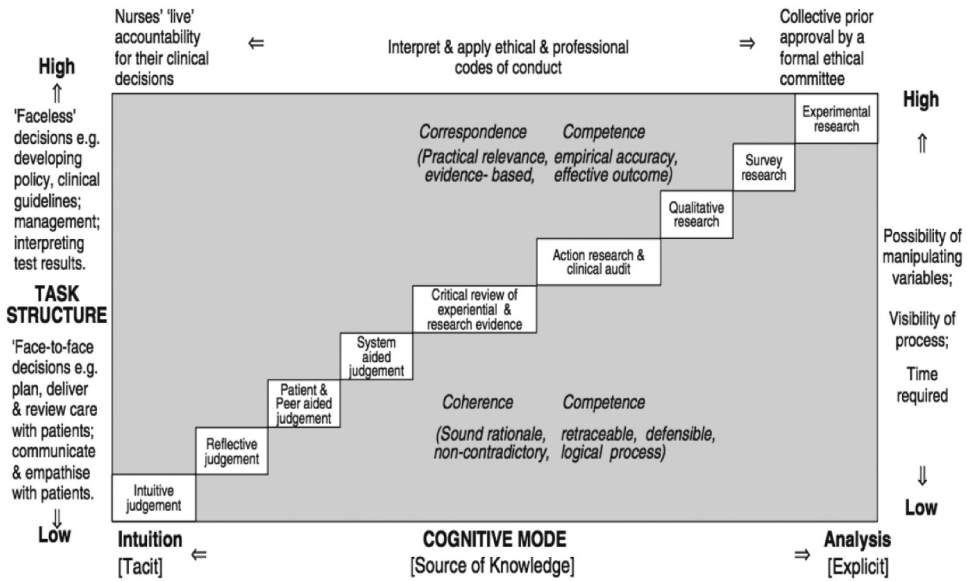 Nurses' 'live'
accountability
for their clinical
decisions
⇐
Interpret & apply ethical & professional
codes of conduct
⇒
Collective prior
approval by a
formal ethical
committee
High
⇑
'Faceless'
decisions e.g.
developing
policy, clinical
guidelines;
management;
interpreting
test results.
TASK
STRUCTURE
'Face-to-face
decisions e.g.
plan, deliver
& review care
with patients;
communicate
& empathise
with patients.
⇓
Low
Experimental
research
Survey
research
Qualitative
research
Action research &
clinical audit
Critical review of
experiential &
research evidence
System
aided
judgement
Patient &
Peer aided
judgement
Reflective
judgement
Intuitive
judgement
Correspondence Competence
(Practical relevance, empirical accuracy,
evidence- based, effective outcome)
Coherence Competence
(Sound rationale, retraceable, defensible,
non-contradictory, logical process)
High
⇑
Possibility of
manipulating
variables;
Visibility of
process;
Time
required
⇓
Low
Intuition
[Tacit]
⇐
COGNITIVE MODE
[Source of Knowledge]
⇒
Analysis
[Explicit]